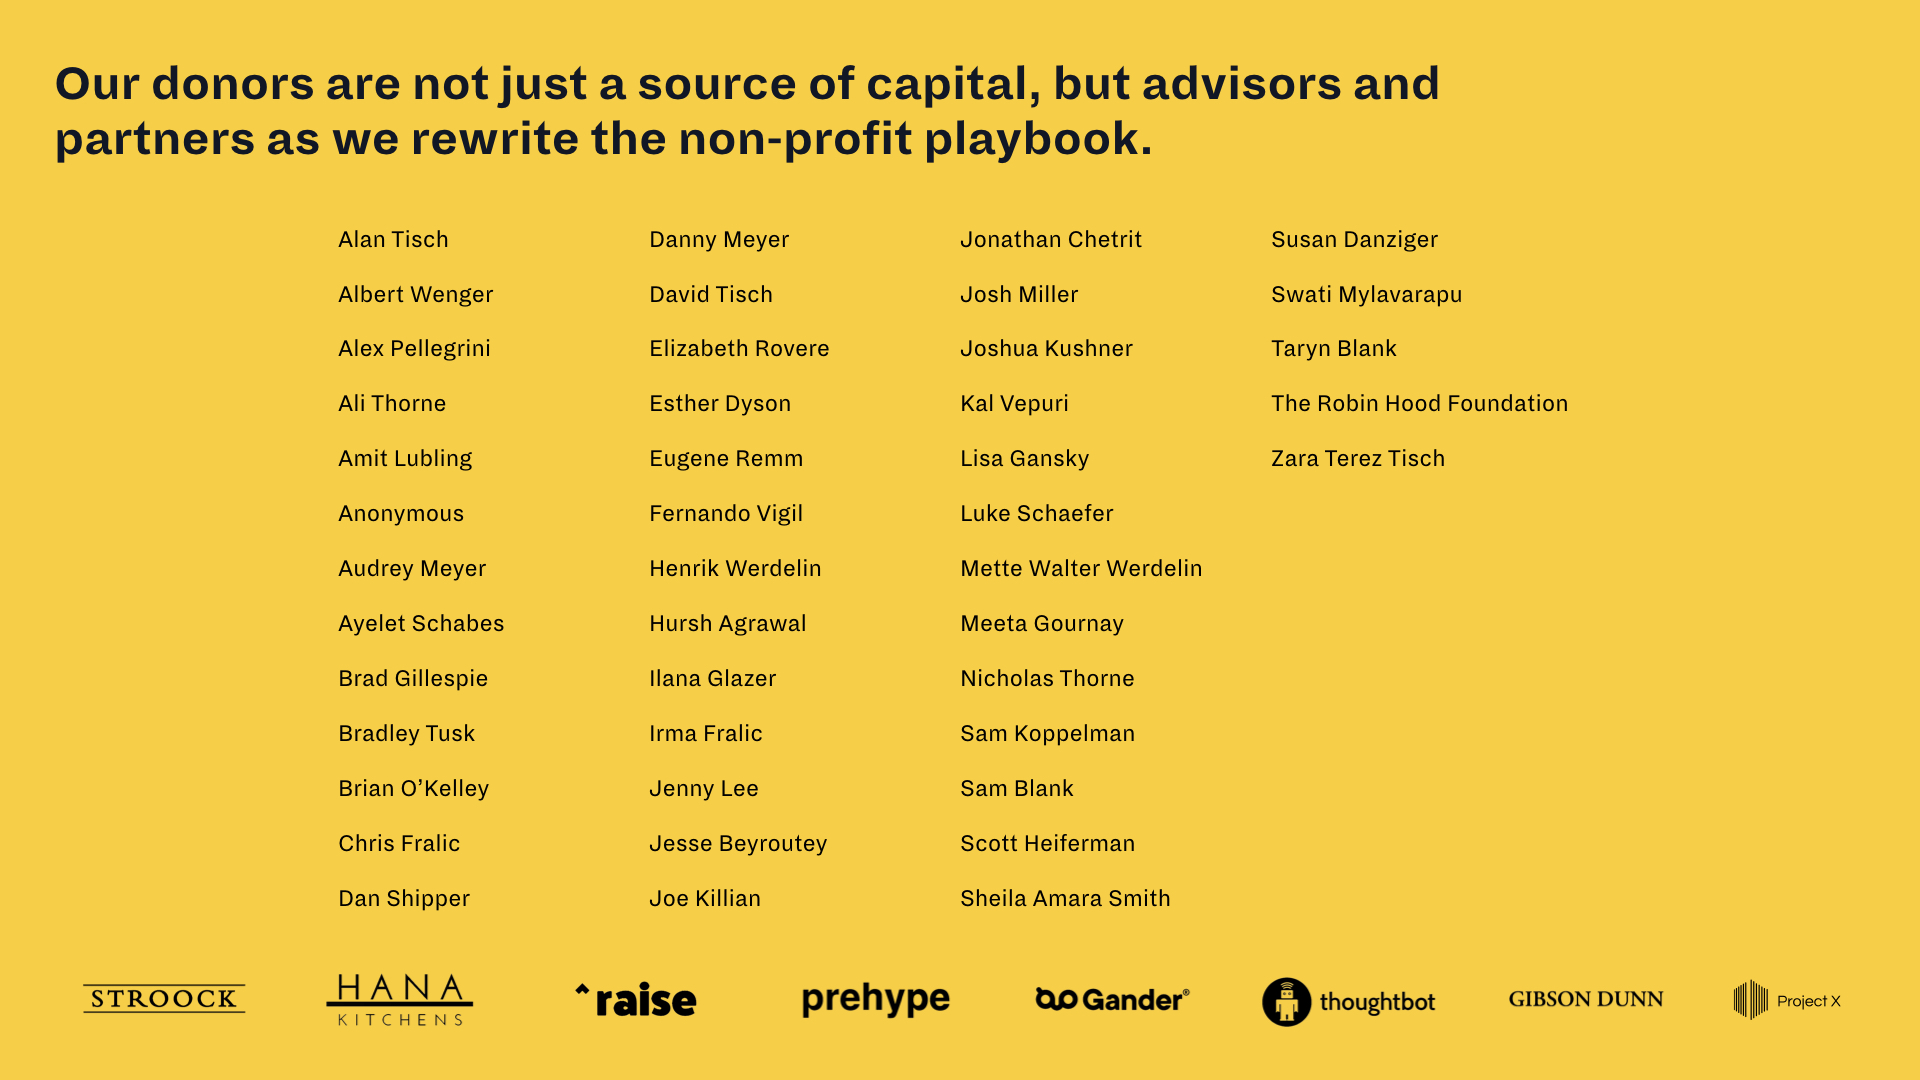 Our donors are not just a source of capital, but advisors and
partners as we rewrite the non-profit playbook.
Alan Tisch
Albert Wenger
Alex Pellegrini
Ali Thorne
Amit Lubling
Anonymous
Audrey Meyer
Ayelet Schabes
Brad Gillespie
Bradley Tusk
Brian O’Kelley
Chris Fralic
Dan Shipper
Danny Meyer
David Tisch
Elizabeth Rovere
Esther Dyson
Eugene Remm
Fernando Vigil
Henrik Werdelin
Hursh Agrawal
Ilana Glazer
Irma Fralic
Jenny Lee
Jesse Beyroutey
Joe Killian
Jonathan Chetrit
Josh Miller
Joshua Kushner
Kal Vepuri
Lisa Gansky
Luke Schaefer
Mette Walter Werdelin
Meeta Gournay
Nicholas Thorne
Sam Koppelman
Sam Blank
Scott Heiferman
Sheila Amara Smith
Susan Danziger
Swati Mylavarapu
Taryn Blank
The Robin Hood Foundation
Zara Terez Tisch
STROOCK
HANA
KITCHENS
^raise
prehype
Gander®
thoughtbot
GIBSON DUNN
Project X